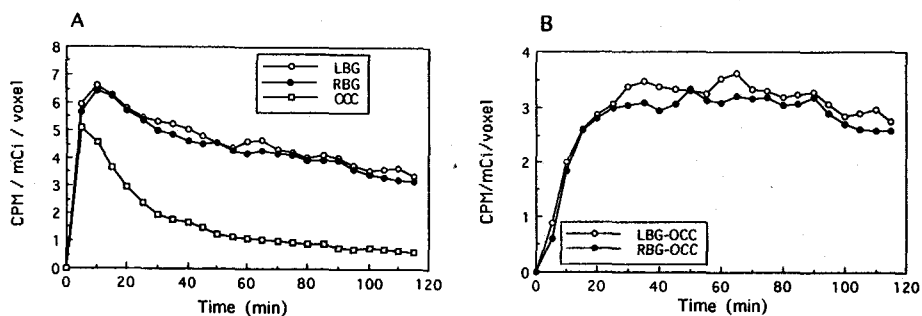 A
8
7
6
5
4
3
2
1
0
CPM / mCi / voxel
LBG
RBG
OCC
0 20 40 60 80 100 120
Time (min)
B
4
3
2
1
0
CPM/mCi/voxel
LBG-OCC
RBG-OCC
0 20 40 60 80 100 120
Time (min)